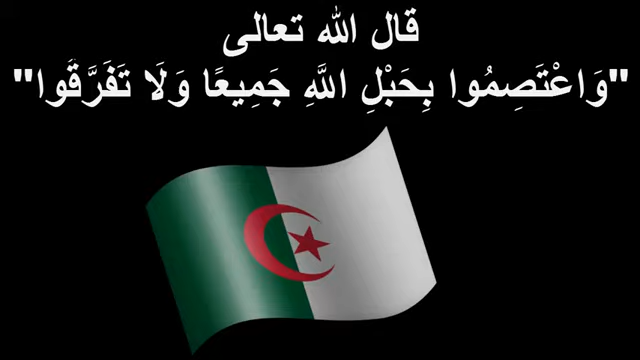 قال الله تعالى
"وَاعْتَصِمُوا بِحَبْلِ اللَّهِ جَمِيعًا وَلَا تَفَرَّقُوا"